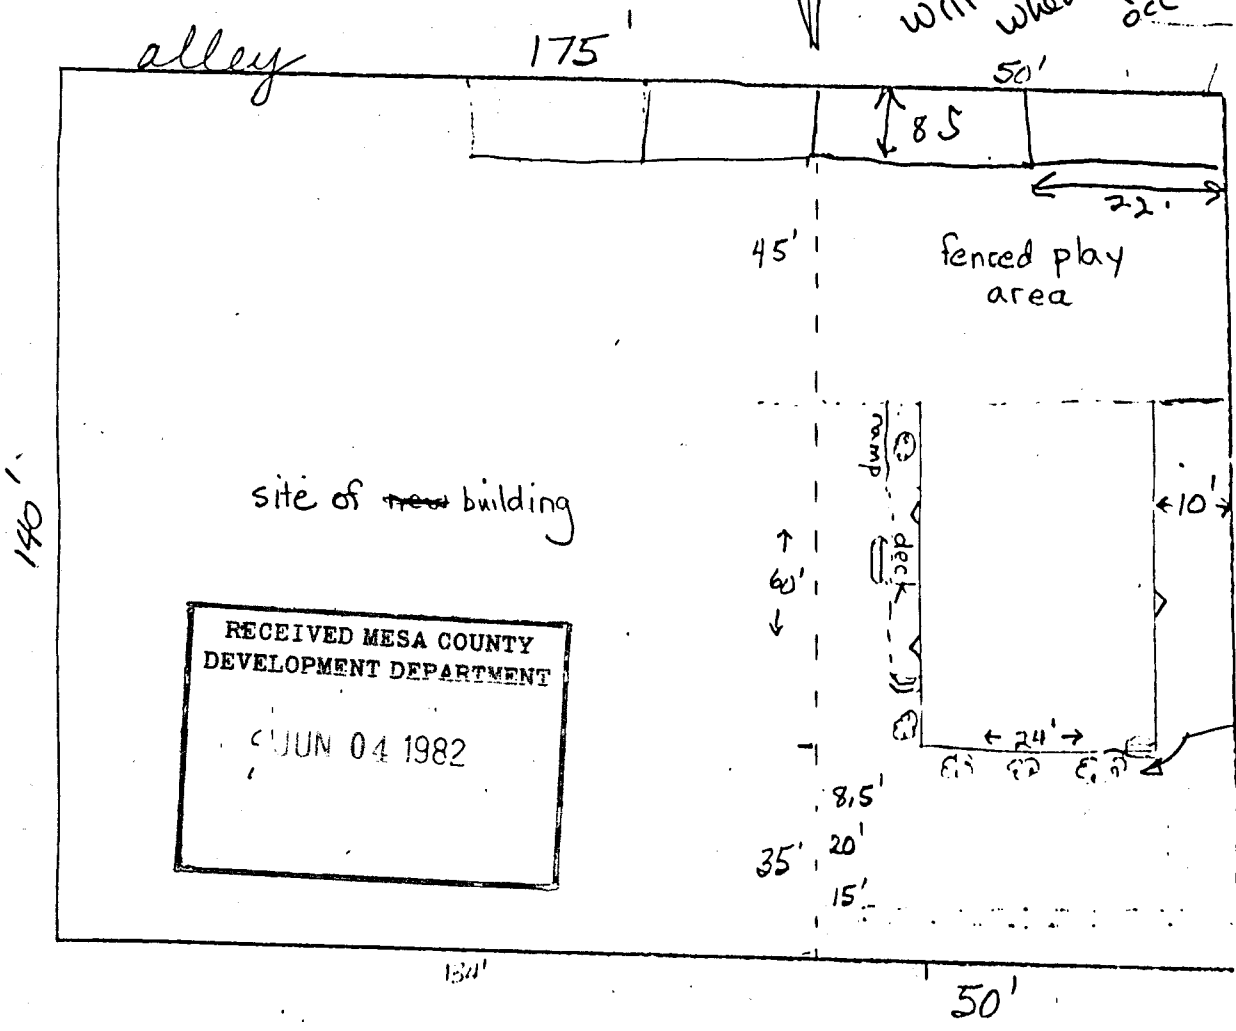 when
alley
175'
50'
85
22'
45'
fenced play
area
ramp
10'
site of new building
140'
deck
60'
RECEIVED MESA COUNTY
DEVELOPMENT DEPARTMENT
JUN 04 1982
24'
8.5'
20'
35'
15'
50'